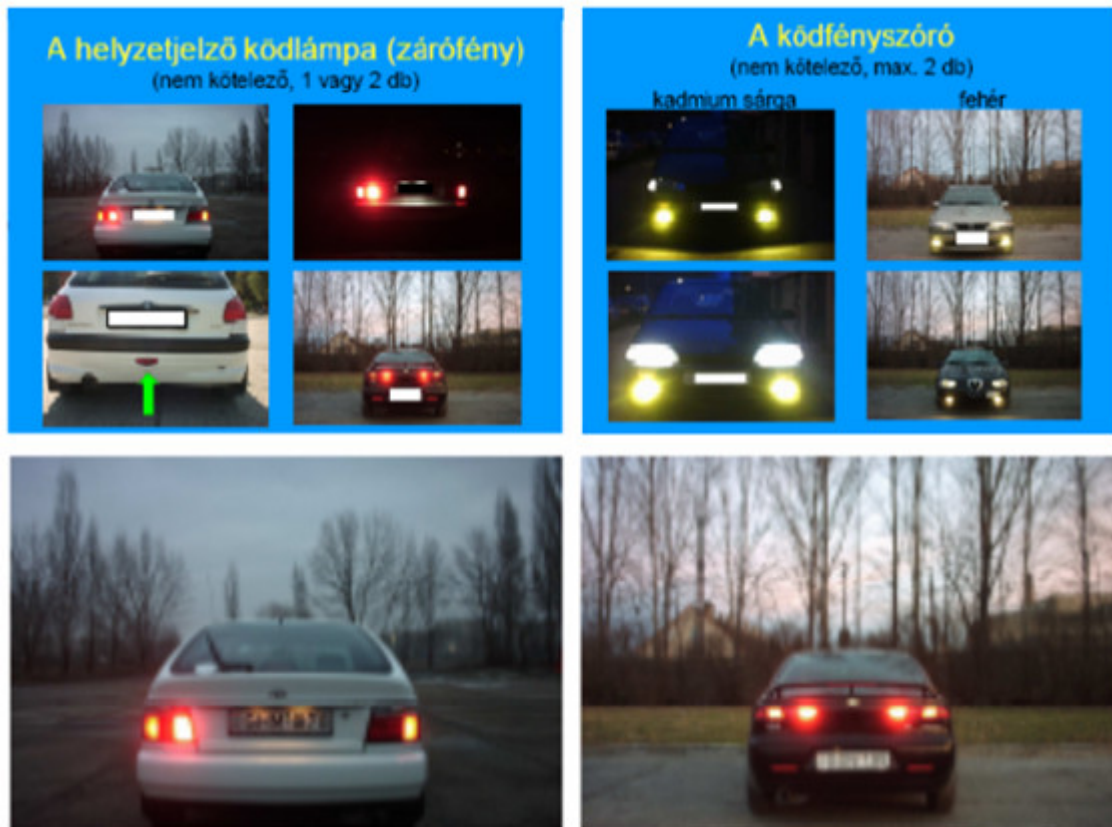 A helyzetjelző ködlámpa (zárófény)
(nem kötelező, 1 vagy 2 db)
A ködfényszóró
(nem kötelező, max. 2 db)
kadmium sárga
fehér